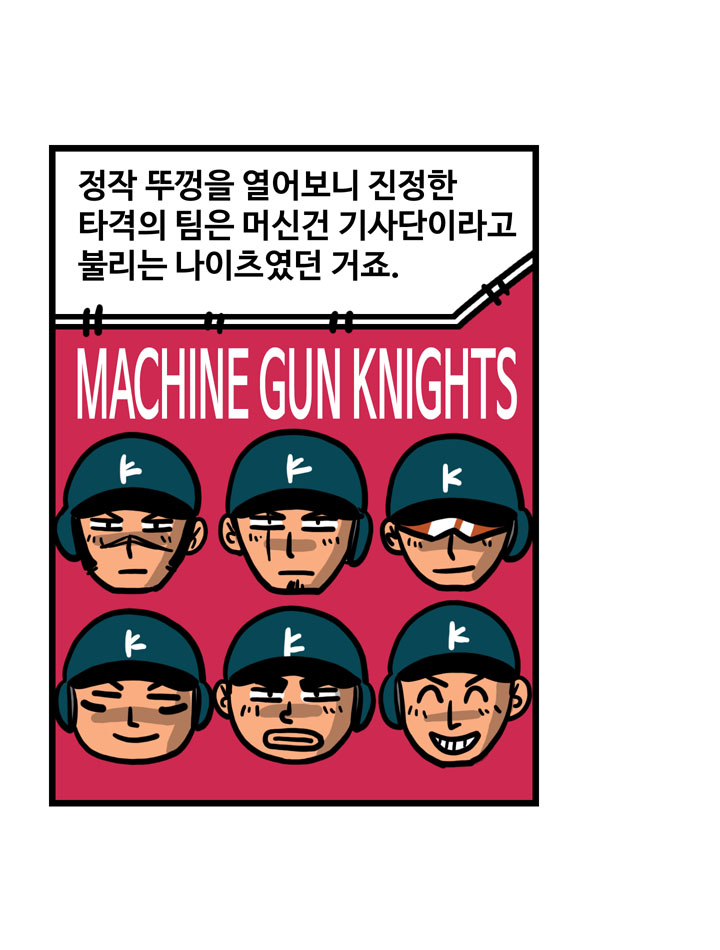 정작 뚜껑을 열어보니 진정한
타격의 팀은 머신건 기사단이라고
불리는 나이츠였던 거죠.
MACHINE GUN KNIGHTS
K K K
K K K